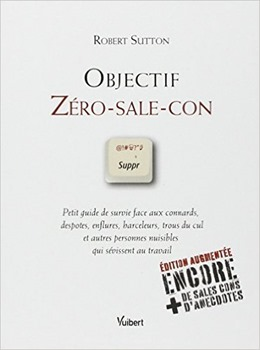 ROBERT SUTTON
OBJECTIF
ZÉRO-SALE-CON
@!#&?*9
Suppr
Petit guide de survie face aux connards,
despotes, enflures, harceleurs, trous du cul
et autres personnes nuisibles
qui sévissent au travail
ÉDITION AUGMENTÉE
ENCORE
+ DE SALES CONS
D'ANECDOTES
Vuibert